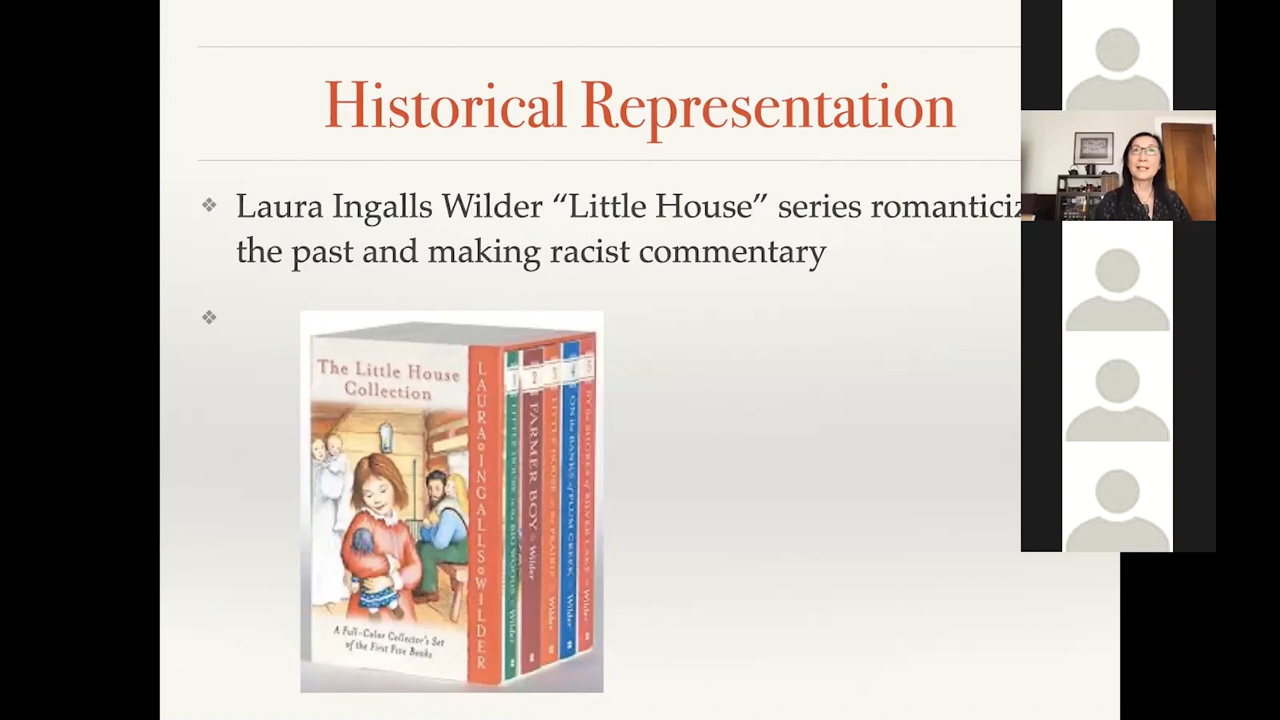 Historical Representation
Laura Ingalls Wilder “Little House” series romanticiz
the past and making racist commentary
The Little House
Collection
A Full-Color Collector's Set
of the First Five Books
LAURA INGALLS WILDER
1
LITTLE HOUSE in the BIG WOODS Wilder
2
FARMER BOY Wilder
3
LITTLE HOUSE on the PRAIRIE Wilder
4
ON the BANKS of PLUM CREEK Wilder
5
BY the SHORES of SILVER LAKE Wilder